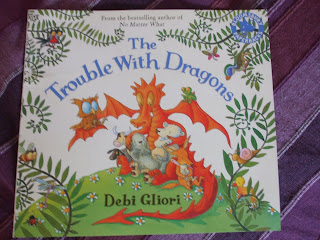 From the bestselling author of
No Matter What
The
Trouble With Dragons
Debi Gliori